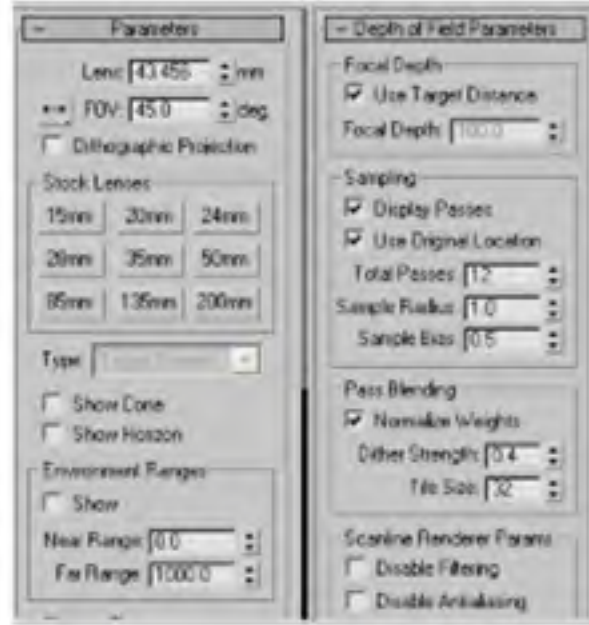 Parameters
Lens: 43.456 mm
FOV: 45.0 deg.
Orthographic Projection
Stock Lenses
15mm 20mm 24mm
28mm 35mm 50mm
85mm 135mm 200mm
Type:
Show Cone
Show Horizon
Environment Ranges
Show
Near Range: 0.0
Far Range: 1000.0
Depth of Field Parameters
Focal Depth
Use Target Distance
Focal Depth: 100.0
Sampling
Display Passes
Use Original Location
Total Passes: 12
Sample Radius: 1.0
Sample Bias: 0.5
Pass Blending
Normalize Weights
Dither Strength: 0.4
Tile Size: 32
Scanline Renderer Params
Disable Filtering
Disable Antialiasing